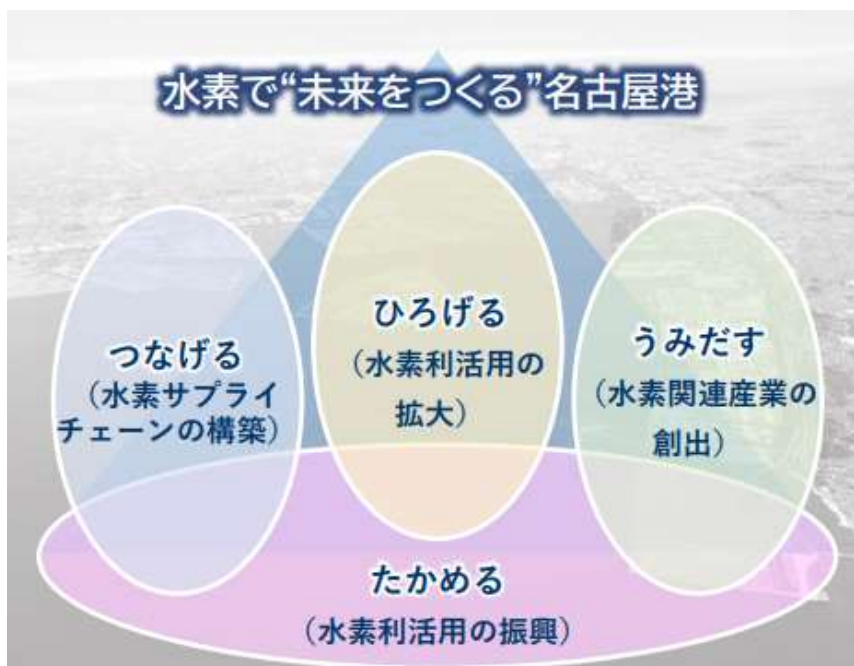 水素で“未来をつくる”名古屋港
つなげる
（水素サプライ
チェーンの構築）
ひろげる
（水素利活用の
拡大）
うみだす
（水素関連産業の
創出）
たかめる
（水素利活用の振興）